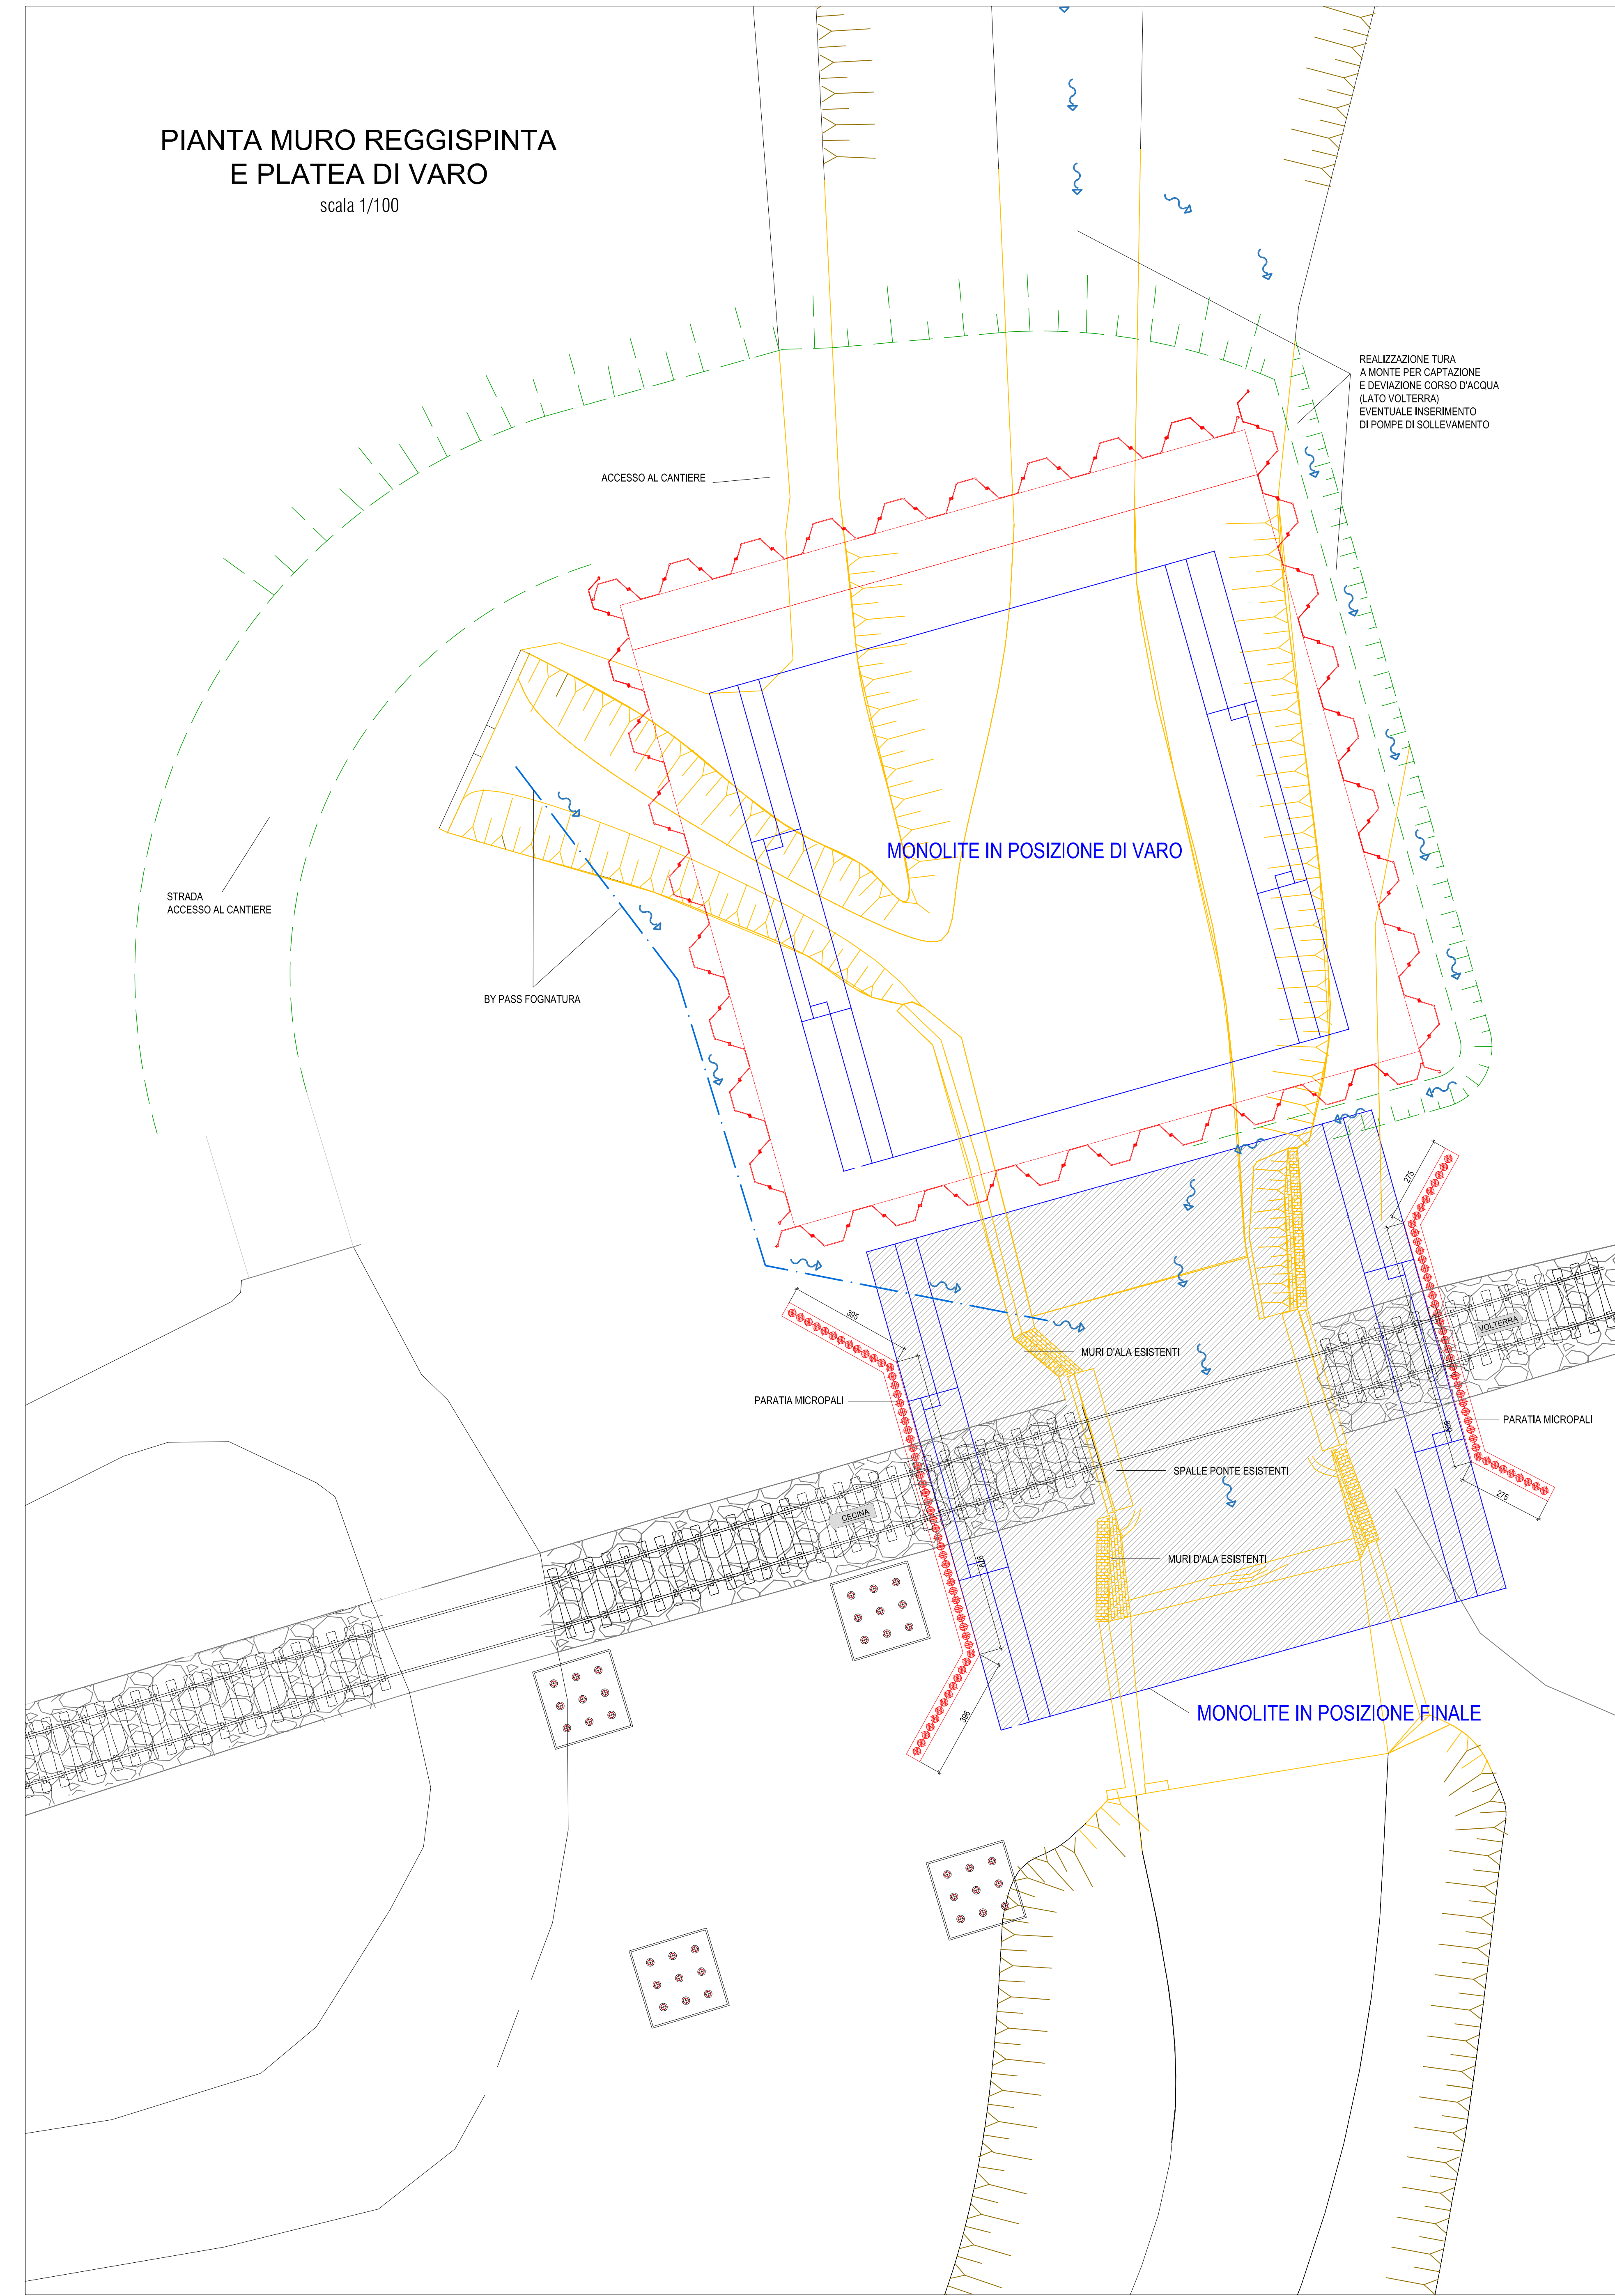 PIANTA MURO REGGISPINTA
E PLATEA DI VARO
scala 1/100
REALIZZAZIONE TURA
A MONTE PER CAPTAZIONE
E DEVIAZIONE CORSO D'ACQUA
(LATO VOLTERRA)
EVENTUALE INSERIMENTO
DI POMPE DI SOLLEVAMENTO
ACCESSO AL CANTIERE
MONOLITE IN POSIZIONE DI VARO
STRADA
ACCESSO AL CANTIERE
BY PASS FOGNATURA
275
395
VOLTERRA
MURI D'ALA ESISTENTI
PARATIA MICROPALI
PARATIA MICROPALI
SPALLE PONTE ESISTENTI
275
CECINA
MURI D'ALA ESISTENTI
396
MONOLITE IN POSIZIONE FINALE